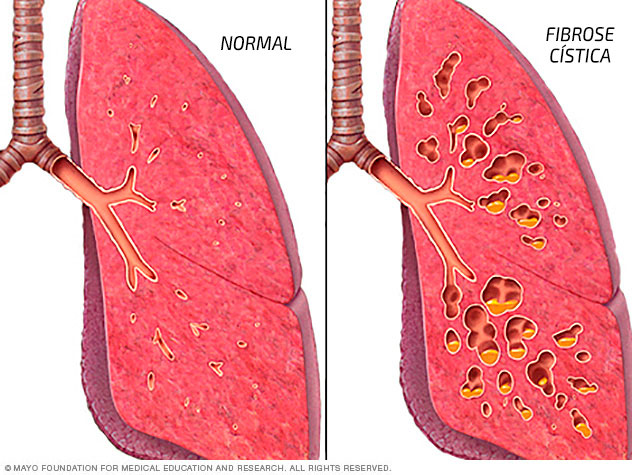 NORMAL
FIBROSE
CÍSTICA
© MAYO FOUNDATION FOR MEDICAL EDUCATION AND RESEARCH. ALL RIGHTS RESERVED.